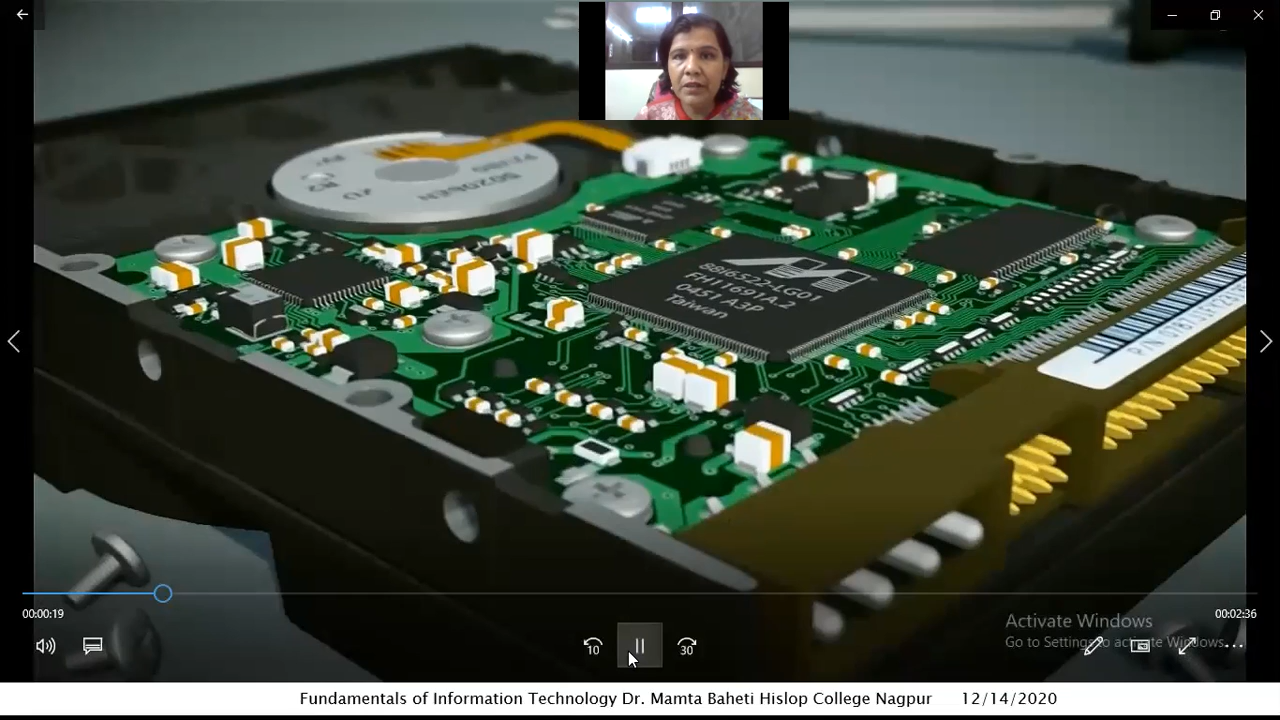 88i6522-LG01
FH11691A.2
0451 A3P
Taiwan
00:00:19
00:02:36
10
30
Activate Windows
Go to Settings to activate Windows.
Fundamentals of Information Technology Dr. Mamta Baheti Hislop College Nagpur 12/14/2020